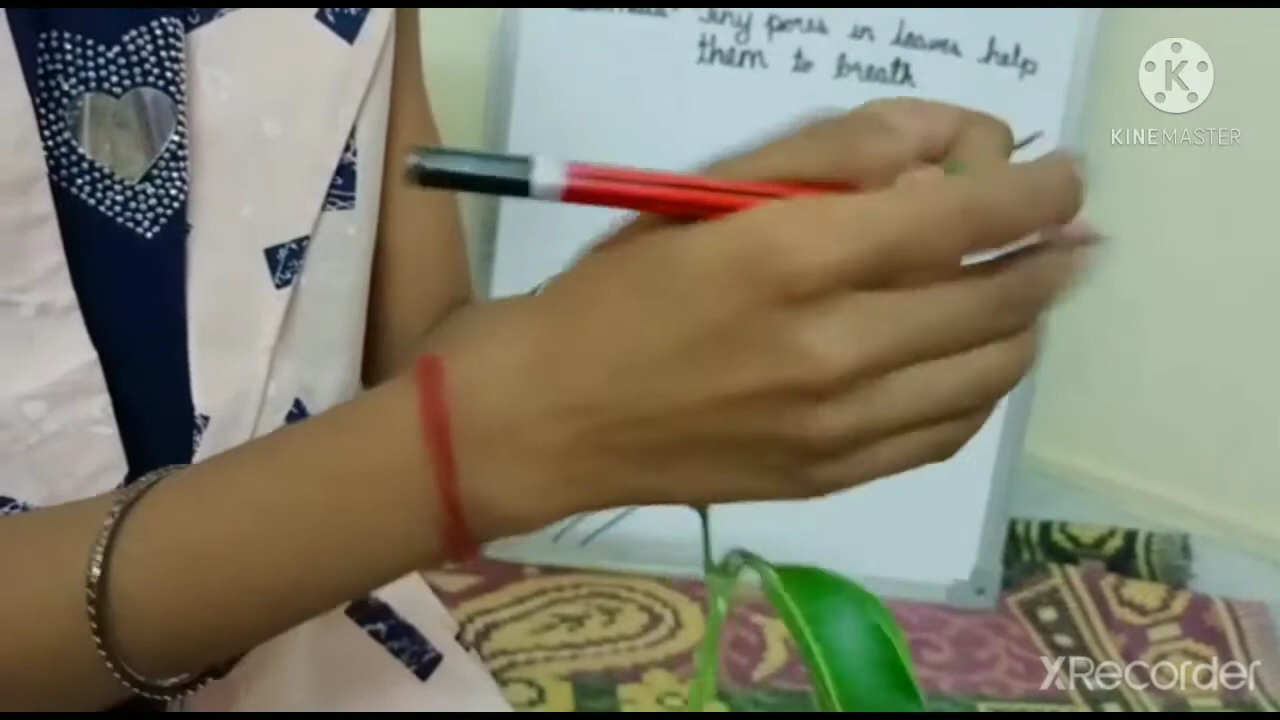 Tiny pores in leaves help
them to breath
K
KINEMASTER
XRecorder